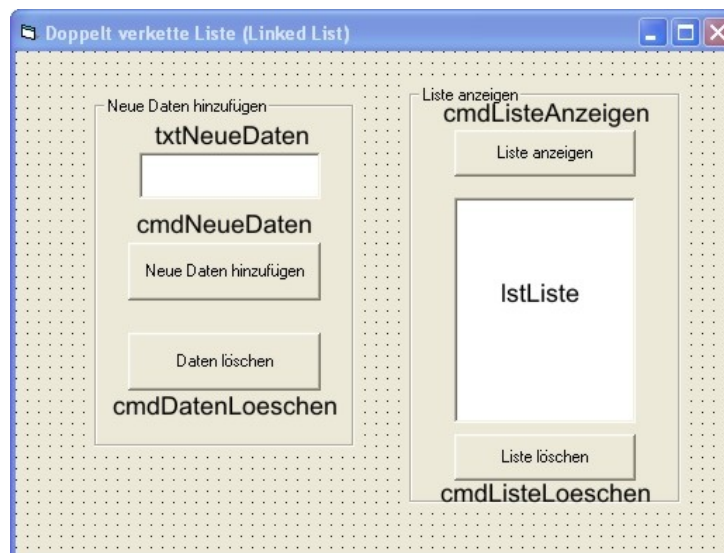 Doppelt verkette Liste (Linked List)
Neue Daten hinzufügen
txtNeueDaten
cmdNeueDaten
Neue Daten hinzufügen
Daten löschen
cmdDatenLoeschen
Liste anzeigen
cmdListeAnzeigen
Liste anzeigen
lstListe
Liste löschen
cmdListeLoeschen